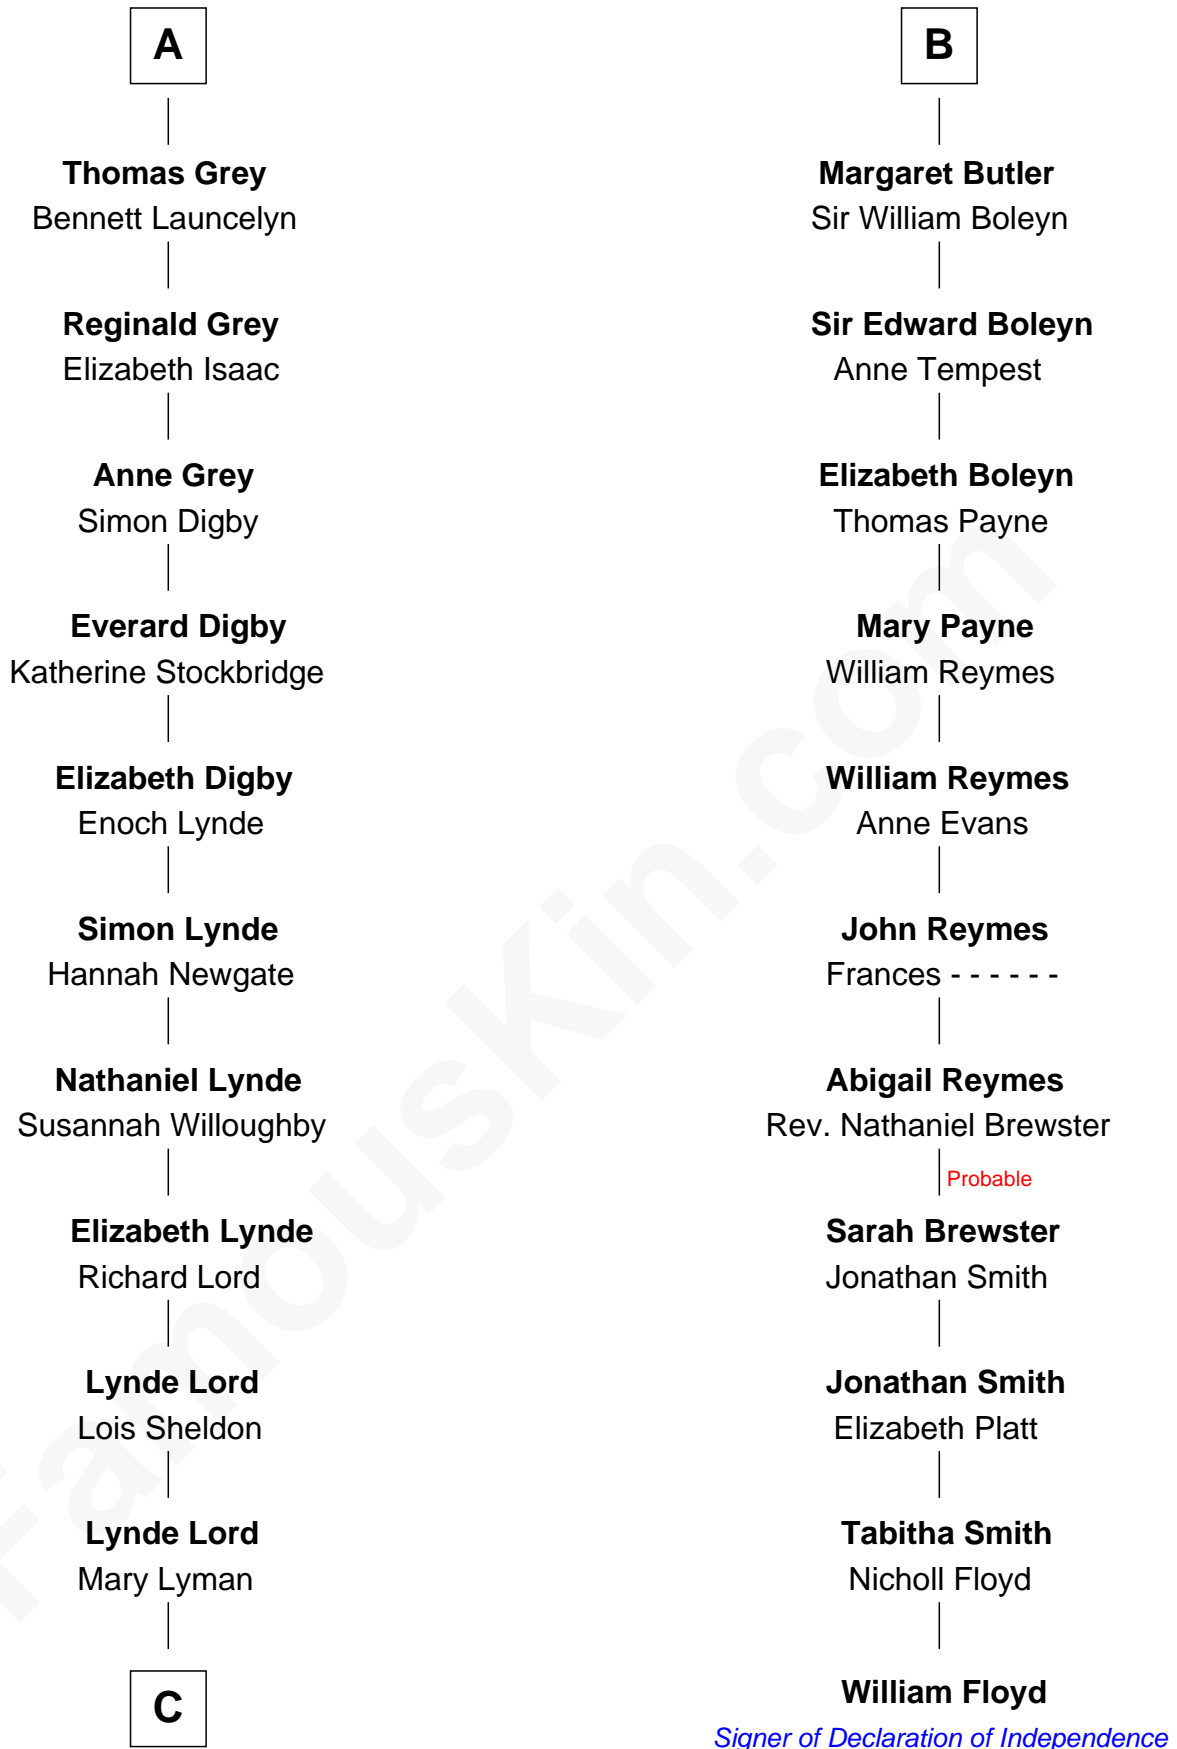 A
Thomas Grey
Bennett Launcelyn
Reginald Grey
Elizabeth Isaac
Anne Grey
Simon Digby
Everard Digby
Katherine Stockbridge
Elizabeth Digby
Enoch Lynde
Simon Lynde
Hannah Newgate
Nathaniel Lynde
Susannah Willoughby
Elizabeth Lynde
Richard Lord
Lynde Lord
Lois Sheldon
Lynde Lord
Mary Lyman
C
B
Margaret Butler
Sir William Boleyn
Sir Edward Boleyn
Anne Tempest
Elizabeth Boleyn
Thomas Payne
Mary Payne
William Reymes
William Reymes
Anne Evans
John Reymes
Frances - - - - - -
Abigail Reymes
Rev. Nathaniel Brewster
Probable
Sarah Brewster
Jonathan Smith
Jonathan Smith
Elizabeth Platt
Tabitha Smith
Nicholl Floyd
William Floyd
Signer of Declaration of Independence
FamousKin.com